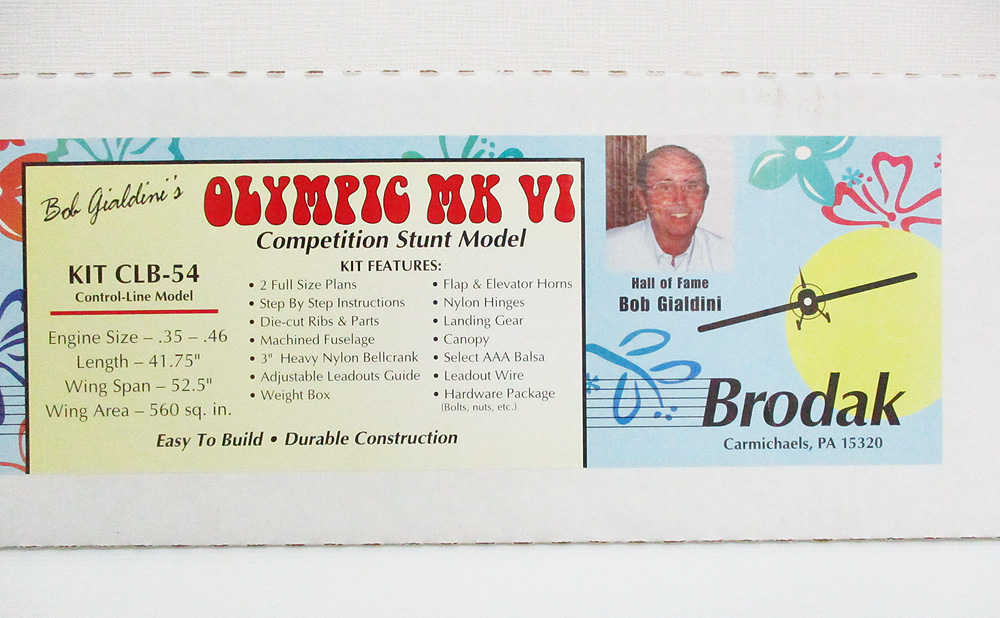 Bob Gialdini's
OLYMPIC MK VI
Competition Stunt Model
KIT CLB-54
Control-Line Model
Engine Size – .35 – .46
Length – 41.75"
Wing Span – 52.5"
Wing Area – 560 sq. in.
KIT FEATURES:
• 2 Full Size Plans
• Step By Step Instructions
• Die-cut Ribs & Parts
• Machined Fuselage
• 3" Heavy Nylon Bellcrank
• Adjustable Leadouts Guide
• Weight Box
• Flap & Elevator Horns
• Nylon Hinges
• Landing Gear
• Canopy
• Select AAA Balsa
• Leadout Wire
• Hardware Package
(Bolts, nuts, etc.)
Easy To Build • Durable Construction
Hall of Fame
Bob Gialdini
Brodak
Carmichaels, PA 15320